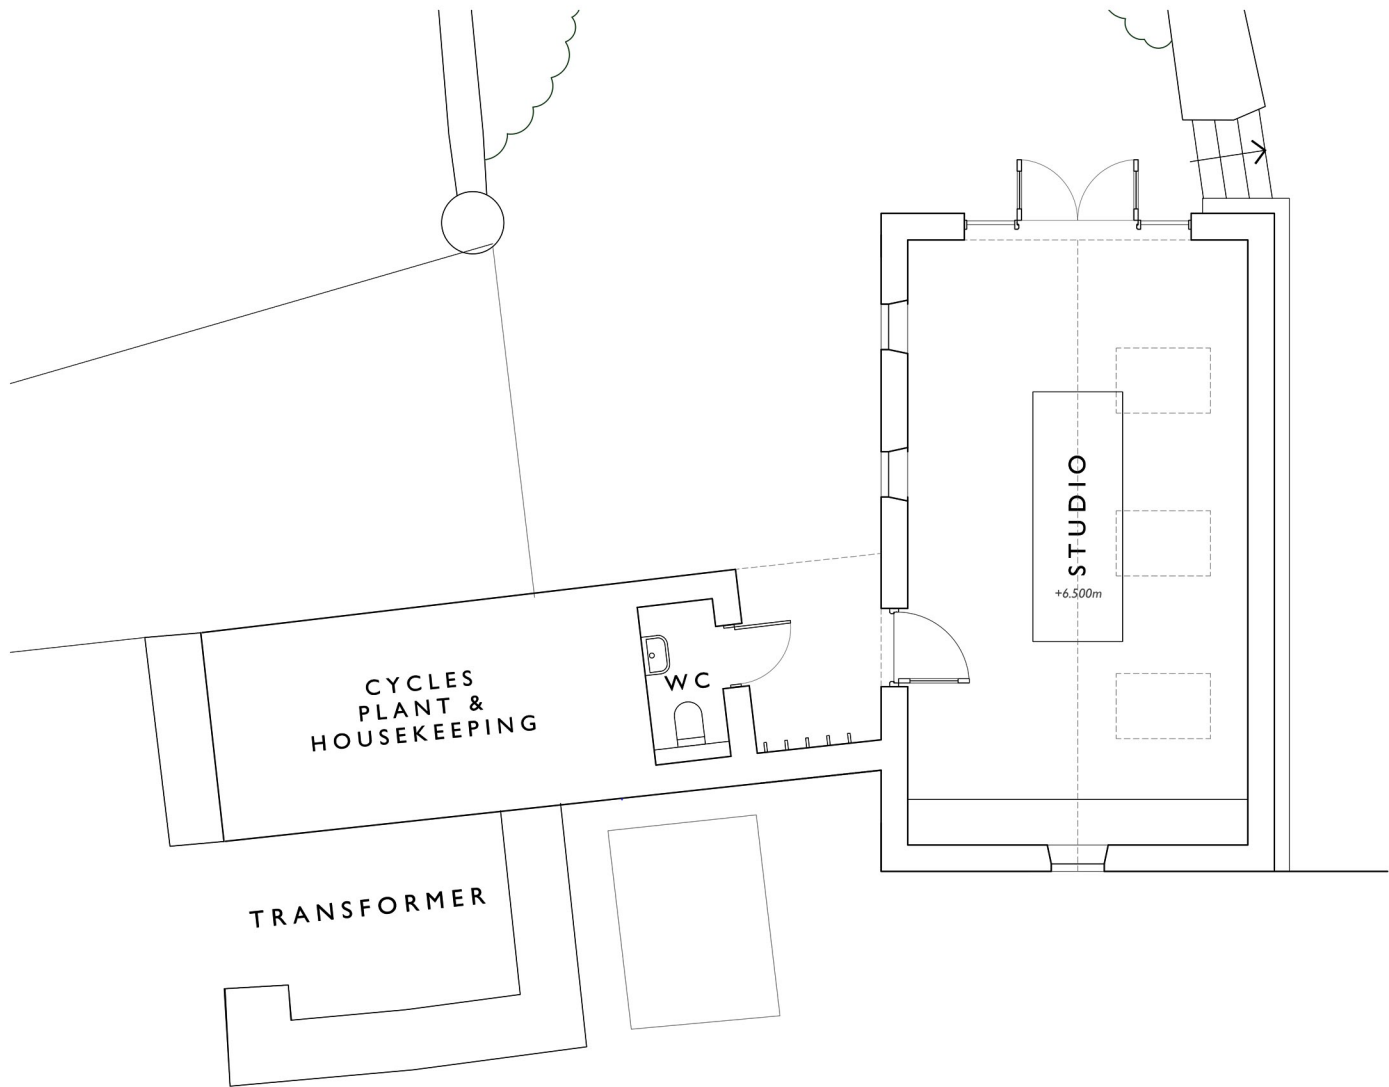 STUDIO
+6.500m
WC
CYCLES
PLANT &
HOUSEKEEPING
TRANSFORMER